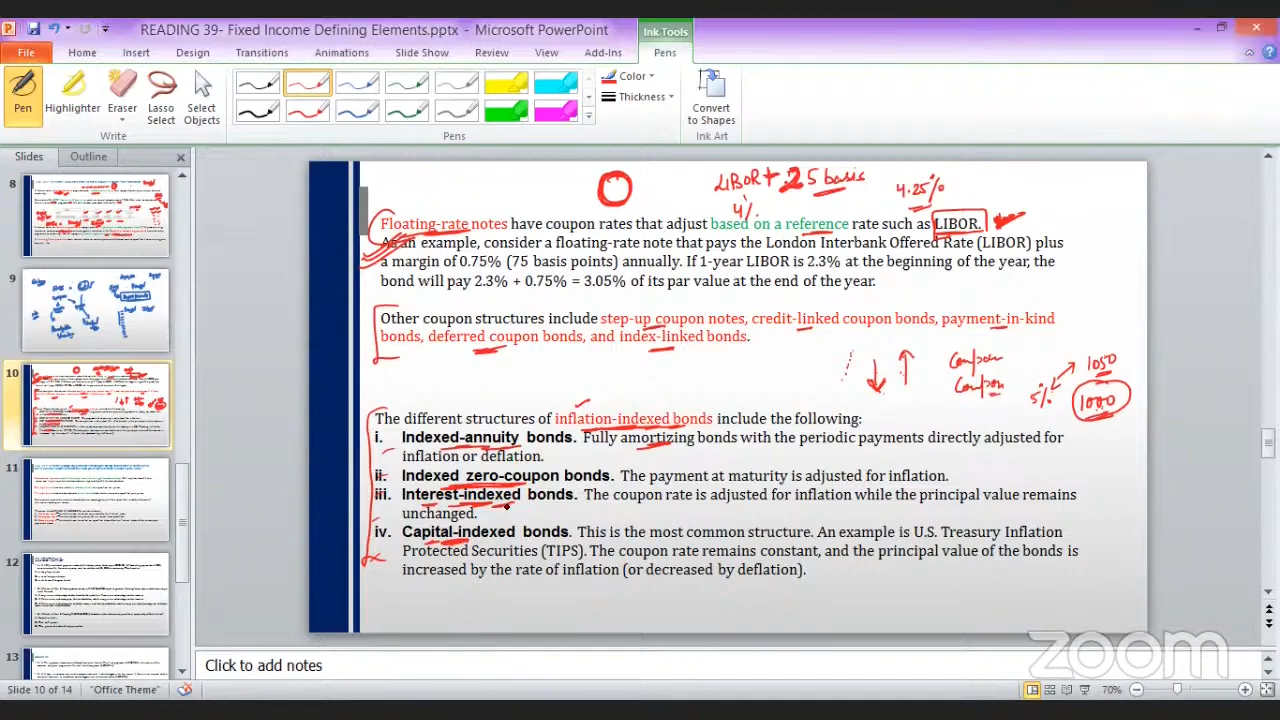 READING 39- Fixed Income Defining Elements.pptx - Microsoft PowerPoint
Ink Tools
File Home Insert Design Transitions Animations Slide Show Review View Add-Ins Pens
Pen Highlighter Eraser Lasso Select Select Objects
Color
Thickness
Convert to Shapes
Write Pens Ink Art
Slides Outline
8
9
10
11
12
QUESTIONS-
13
LIBOR + 25 basis
4.25%
4%
Floating-rate notes have coupon rates that adjust based on a reference rate such as LIBOR.
As an example, consider a floating-rate note that pays the London Interbank Offered Rate (LIBOR) plus
a margin of 0.75% (75 basis points) annually. If 1-year LIBOR is 2.3% at the beginning of the year, the
bond will pay 2.3% + 0.75% = 3.05% of its par value at the end of the year.
Other coupon structures include step-up coupon notes, credit-linked coupon bonds, payment-in-kind
bonds, deferred coupon bonds, and index-linked bonds.
Coupon
Coupon
5%
1050
1000
The different structures of inflation-indexed bonds include the following:
i. Indexed-annuity bonds. Fully amortizing bonds with the periodic payments directly adjusted for
inflation or deflation.
ii. Indexed zero-coupon bonds. The payment at maturity is adjusted for inflation.
iii. Interest-indexed bonds. The coupon rate is adjusted for inflation while the principal value remains
unchanged.
iv. Capital-indexed bonds. This is the most common structure. An example is U.S. Treasury Inflation
Protected Securities (TIPS). The coupon rate remains constant, and the principal value of the bonds is
increased by the rate of inflation (or decreased by deflation).
zoom
Click to add notes
Slide 10 of 14 "Office Theme" 70%